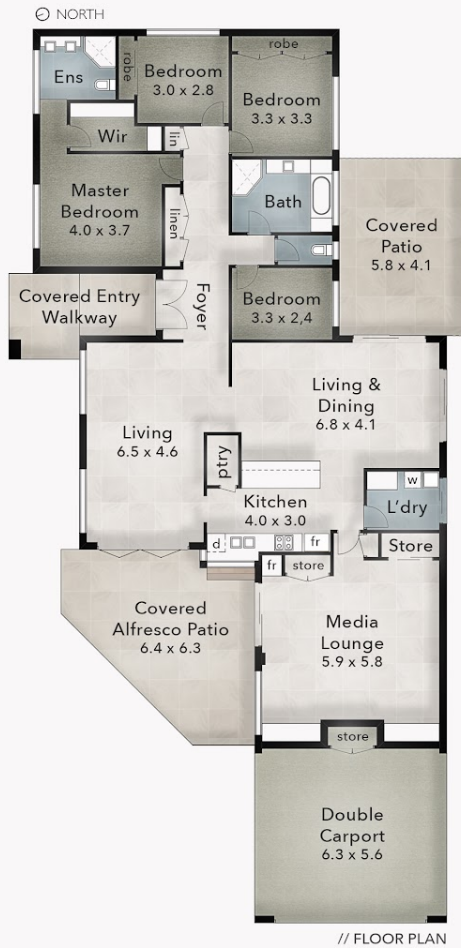 NORTH
robe
Ens
robe
Bedroom
3.0 x 2.8
Bedroom
3.3 x 3.3
Wir
lin
Master
Bedroom
4.0 x 3.7
linen
Bath
Covered
Patio
5.8 x 4.1
Covered Entry
Walkway
Foyer
Bedroom
3.3 x 2,4
Living &
Dining
6.8 x 4.1
Living
6.5 x 4.6
ptry
Kitchen
4.0 x 3.0
w
L'dry
d
fr
Store
fr
store
Covered
Alfresco Patio
6.4 x 6.3
Media
Lounge
5.9 x 5.8
store
Double
Carport
6.3 x 5.6
// FLOOR PLAN